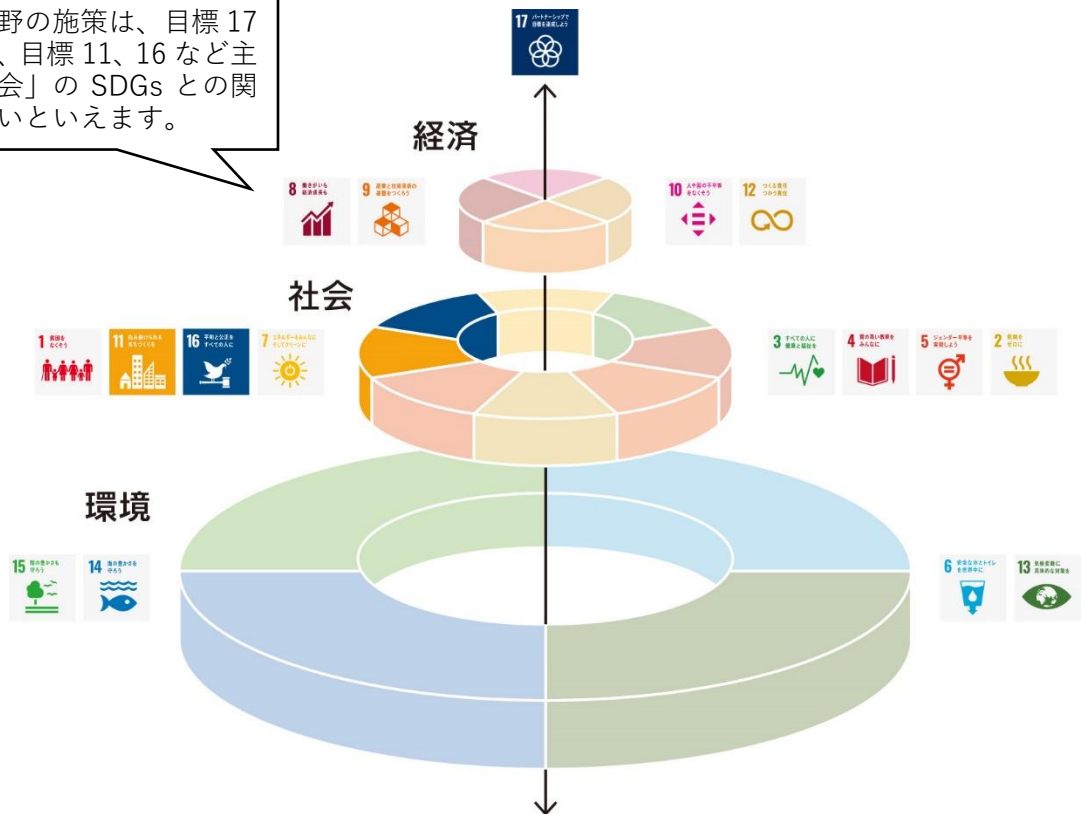 野の施策は、目標 17
、目標 11、16 など主
会」の SDGs との関
いといえます。
17 パートナーシップで
目標を達成しよう
経済
8 働きがいも
経済成長も
9 産業と技術革新の
基盤をつくろう
10 人や国の不平等
をなくそう
12 つくる責任
つかう責任
社会
1 貧困を
なくそう
11 住み続けられる
まちづくりを
16 平和と公正を
すべての人に
7 エネルギーをみんなに
そしてクリーンに
3 すべての人に
健康と福祉を
4 質の高い教育を
みんなに
5 ジェンダー平等を
実現しよう
2 飢餓を
ゼロに
環境
15 陸の豊かさも
守ろう
14 海の豊かさを
守ろう
6 安全な水とトイレ
を世界中に
13 気候変動に
具体的な対策を